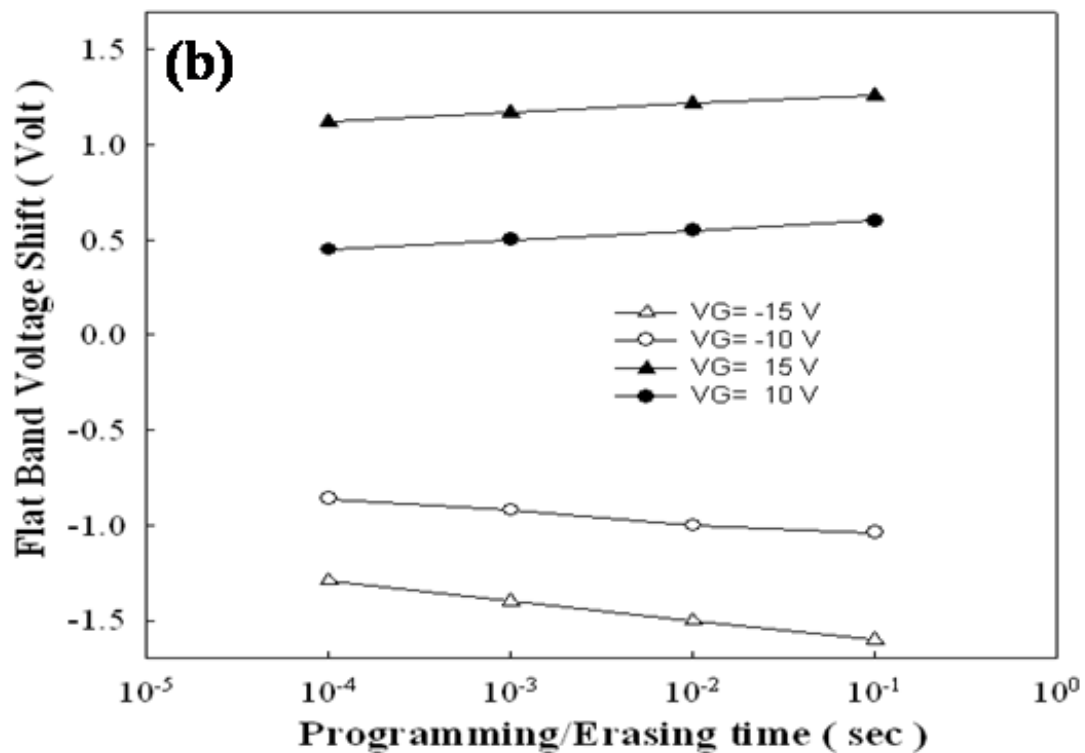 (b)
Flat Band Voltage Shift ( Volt )
1.5
1.0
0.5
0.0
-0.5
-1.0
-1.5
VG= -15 V
VG= -10 V
VG= 15 V
VG= 10 V
10-5 10-4 10-3 10-2 10-1 100
Programming/Erasing time ( sec )